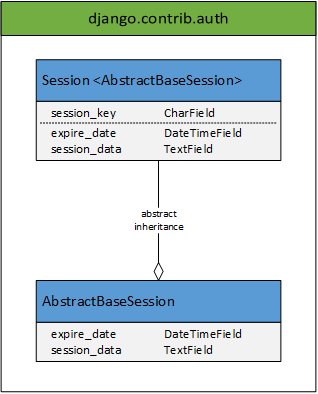 django.contrib.auth
Session <AbstractBaseSession>
session_key CharField
expire_date DateTimeField
session_data TextField
abstract
inheritance
AbstractBaseSession
expire_date DateTimeField
session_data TextField